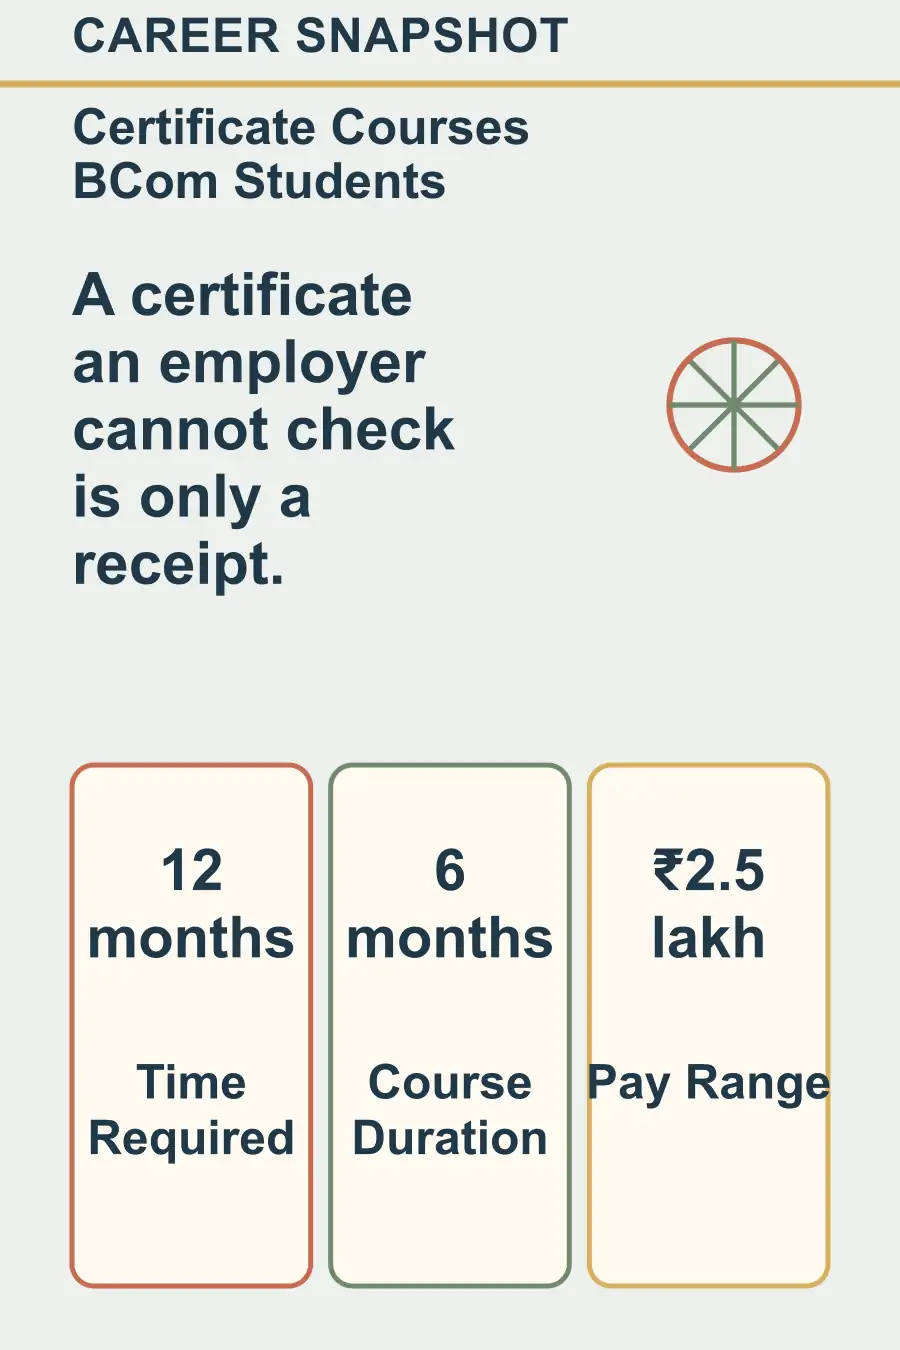 CAREER SNAPSHOT
Certificate Courses
BCom Students
A certificate
an employer
cannot check
is only a
receipt.
12
months
Time
Required
6
months
Course
Duration
₹2.5
lakh
Pay Range